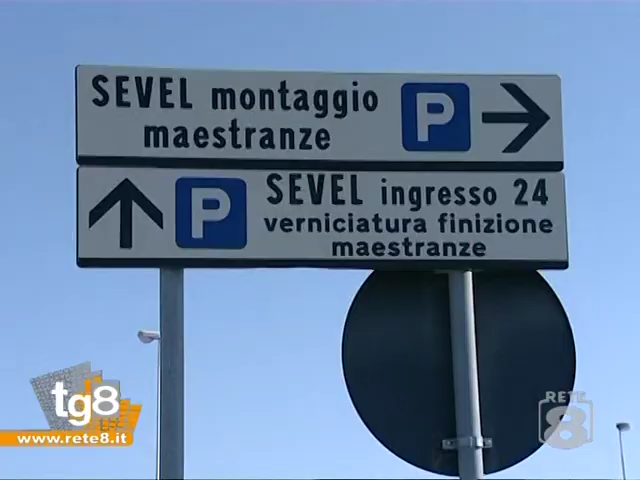 SEVEL montaggio P
maestranze
P SEVEL ingresso 24
verniciatura finizione
maestranze
tg8
www.rete8.it
RETE
8